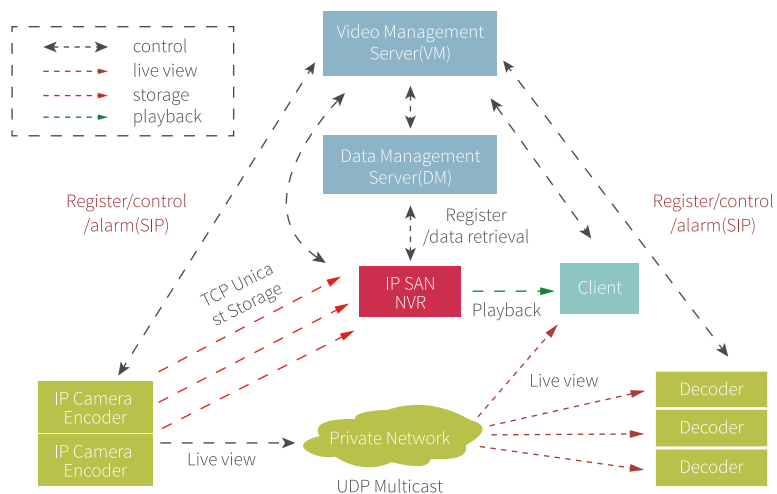 control
live view
storage
playback
Video Management
Server(VM)
Data Management
Server(DM)
Register/control
/alarm(SIP)
Register
/data retrieval
Register/control
/alarm(SIP)
TCP Unica
st Storage
IP SAN
NVR
Playback
Client
IP Camera
Encoder
IP Camera
Encoder
Live view
Private Network
UDP Multicast
Live view
Decoder
Decoder
Decoder